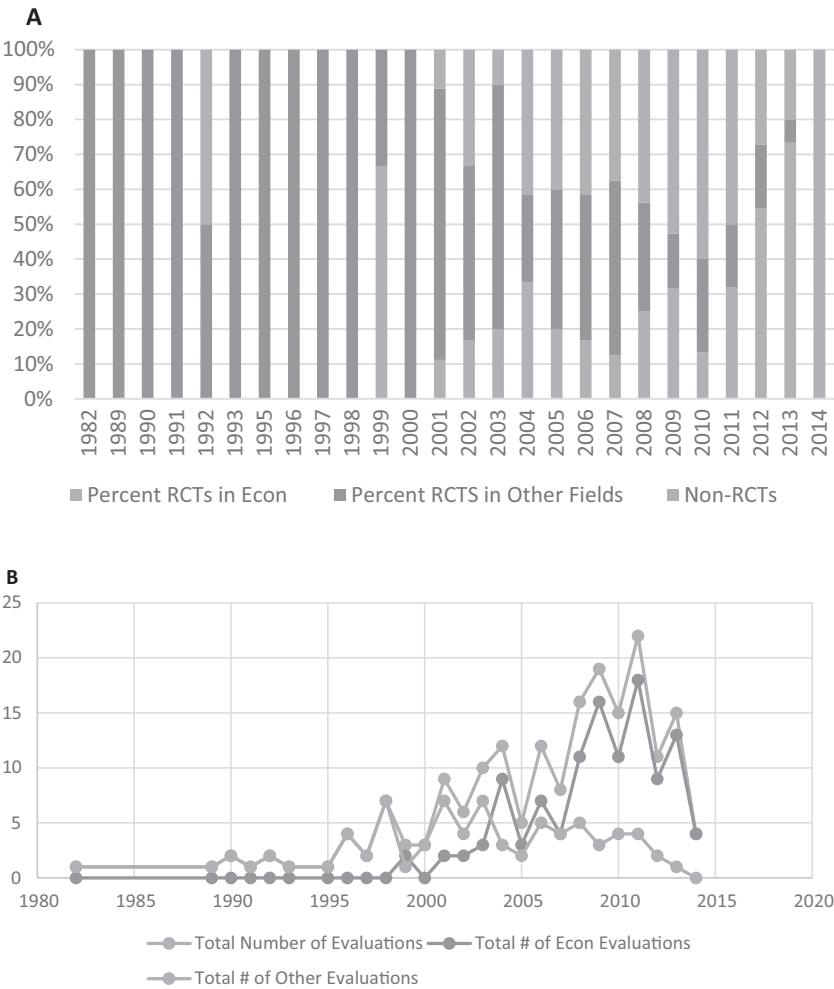 A
100%
90%
80%
70%
60%
50%
40%
30%
20%
10%
0%
1982 1989 1990 1991 1992 1993 1995 1996 1997 1998 1999 2000 2001 2002 2003 2004 2005 2006 2007 2008 2009 2010 2011 2012 2013 2014
Percent RCTs in Econ Percent RCTS in Other Fields Non-RCTs
B
25
20
15
10
5
0
1980 1985 1990 1995 2000 2005 2010 2015 2020
Total Number of Evaluations Total # of Econ Evaluations
Total # of Other Evaluations